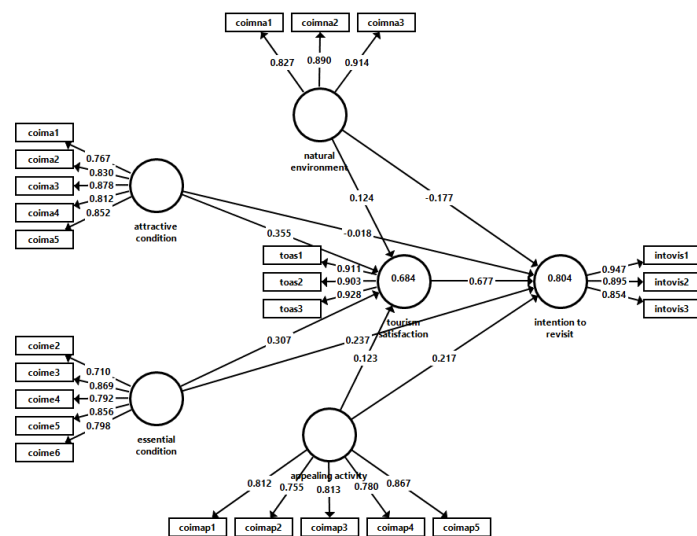 coimna1 coimna2 coimna3
0.827 0.890 0.914
natural
environment
coima1
coima2
coima3
coima4
coima5
0.767
0.830
0.878
0.812
0.852
attractive
condition
0.124
-0.177
0.355
-0.018
toas1
toas2
toas3
0.911
0.903
0.928
0.684
tourism
satisfaction
0.677
0.804
intention to
revisit
0.947
0.895
0.854
intovis1
intovis2
intovis3
coime2
coime3
coime4
coime5
coime6
0.710
0.869
0.792
0.856
0.798
essential
condition
0.307
0.237
0.123
0.217
appealing activity
0.812 0.755 0.813 0.780 0.867
coimap1 coimap2 coimap3 coimap4 coimap5